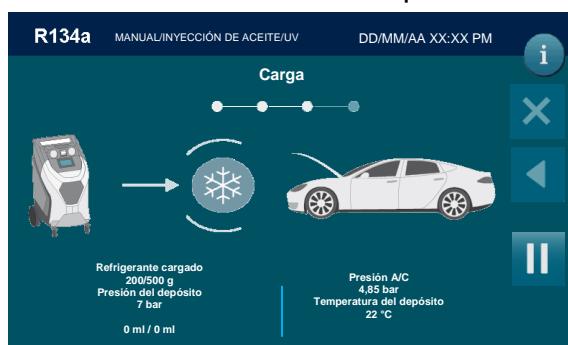 R134a MANUAL/INYECCIÓN DE ACEITE/UV DD/MM/AA XX:XX PM
i
Carga
Refrigerante cargado
200/500 g
Presión del depósito
7 bar
0 ml / 0 ml
Presión A/C
4,85 bar
Temperatura del depósito
22 °C